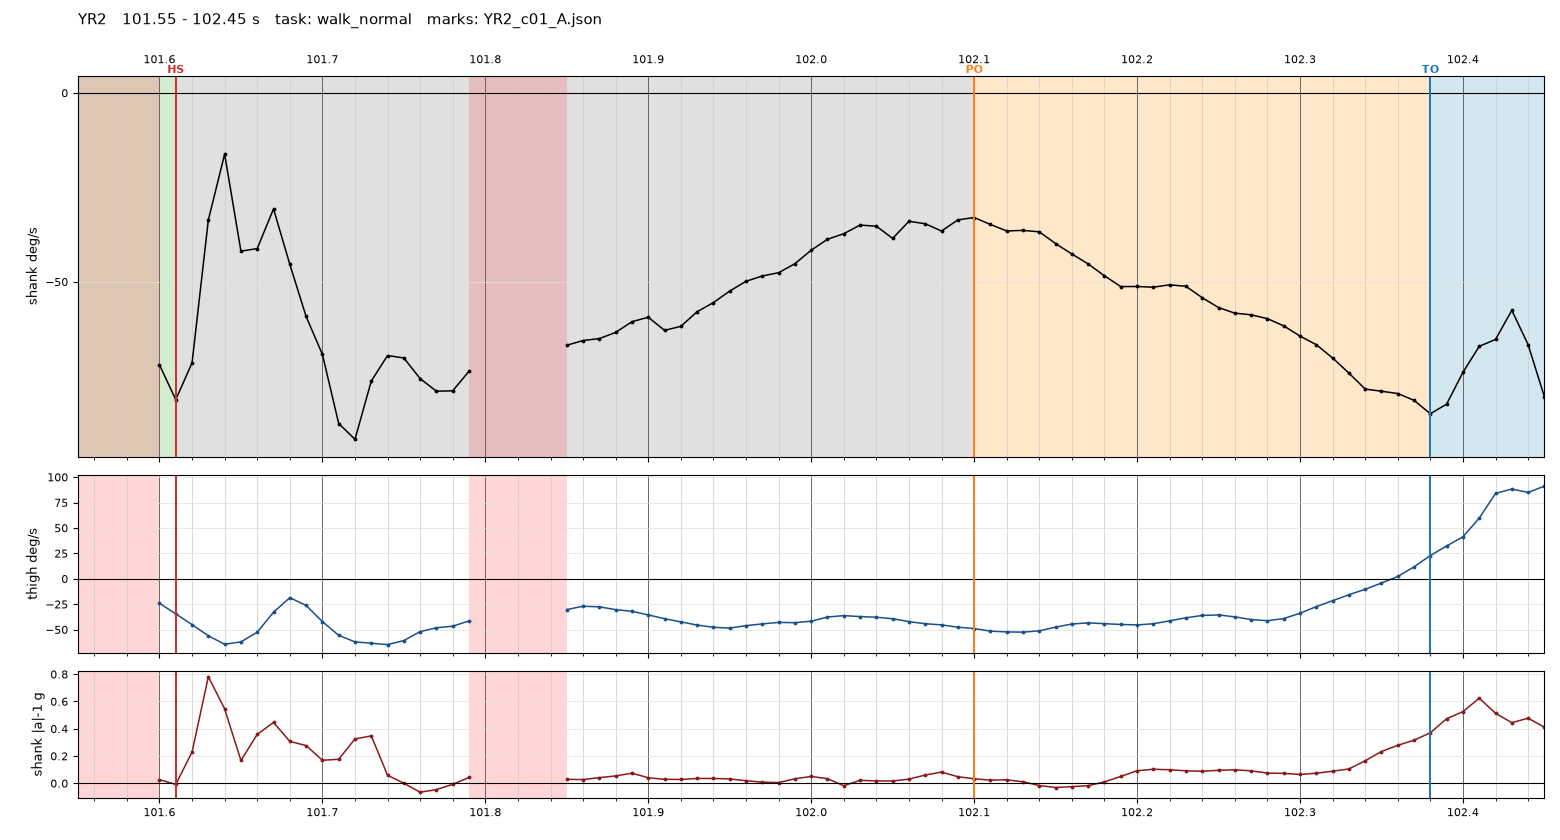 YR2   101.55 - 102.45 s   task: walk_normal   marks: YR2_c01_A.json
101.6 101.7 101.8 101.9 102.0 102.1 102.2 102.3 102.4
HS PO TO
shank deg/s
0
−50
thigh deg/s
100
75
50
25
0
−25
−50
shank |a|-1 g
0.8
0.6
0.4
0.2
0.0
101.6 101.7 101.8 101.9 102.0 102.1 102.2 102.3 102.4